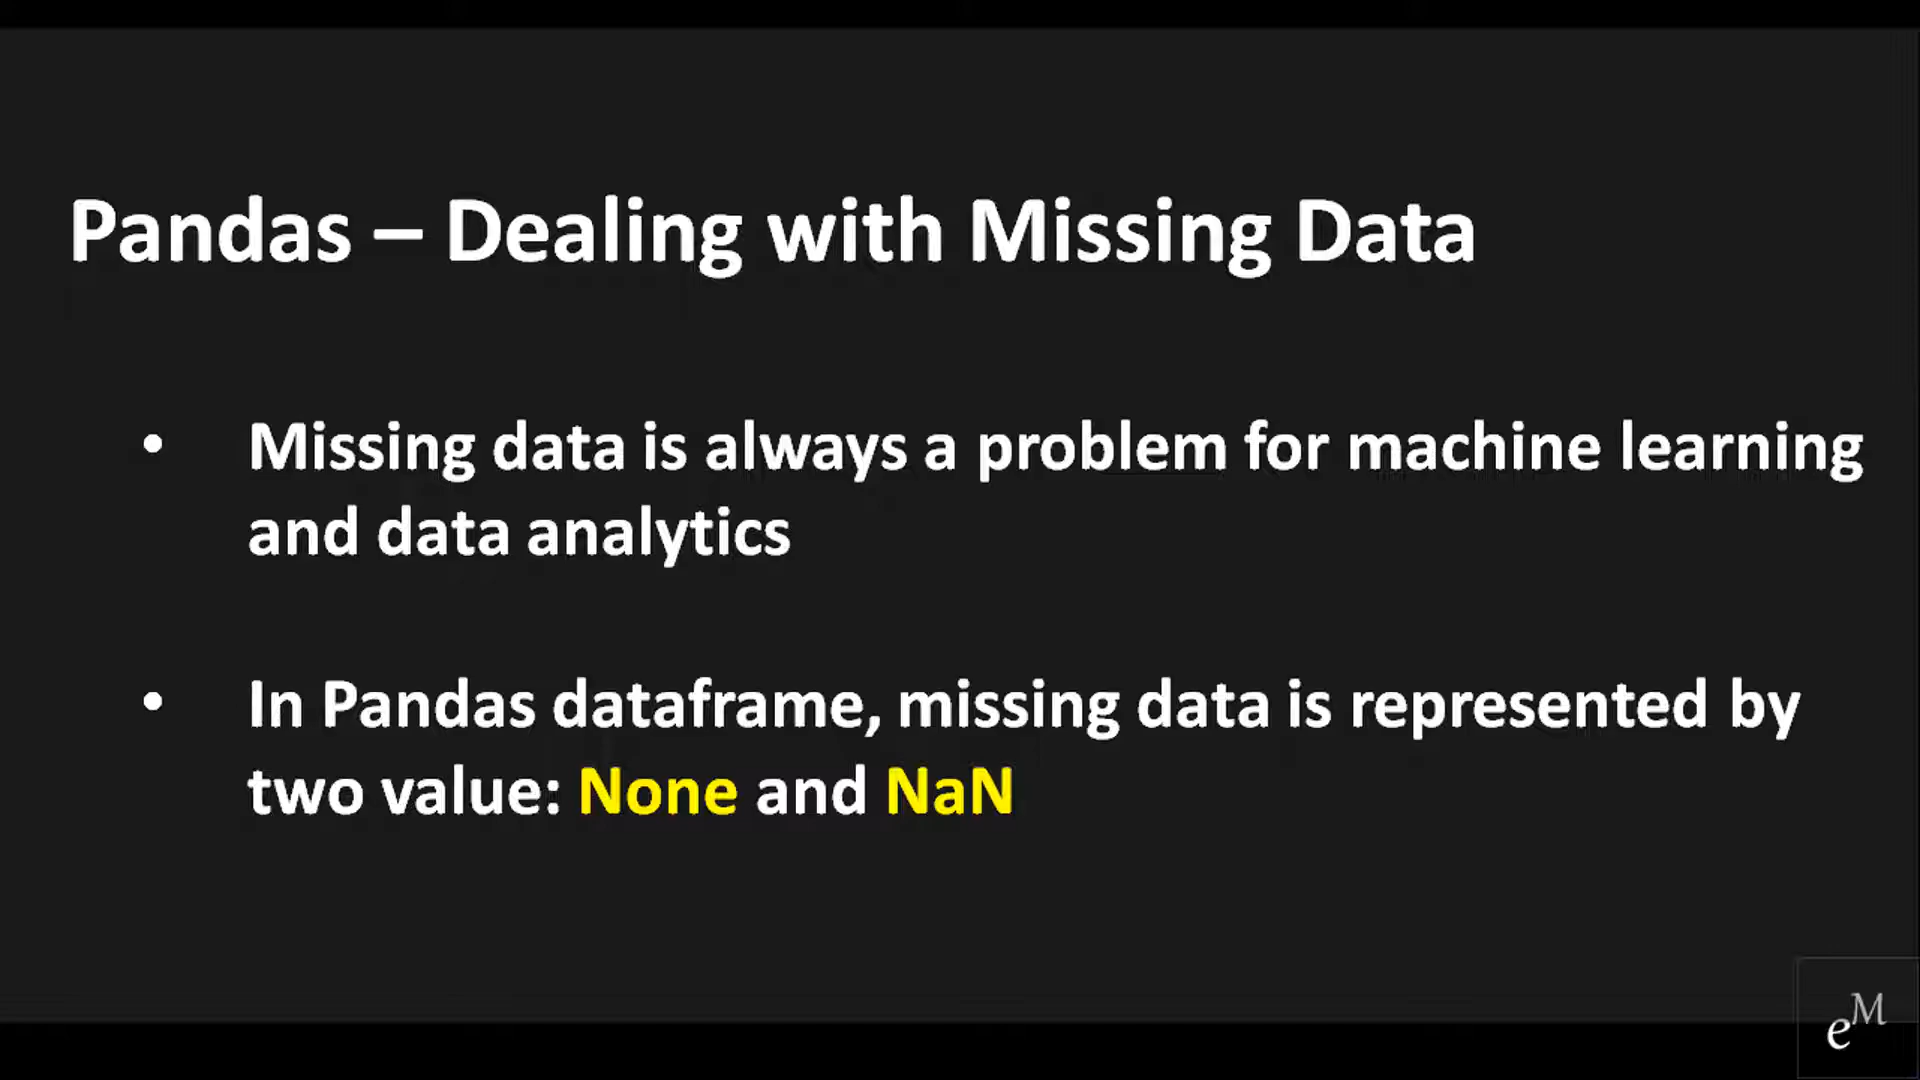 Pandas – Dealing with Missing Data
• Missing data is always a problem for machine learning
and data analytics
• In Pandas dataframe, missing data is represented by
two value: None and NaN
eM